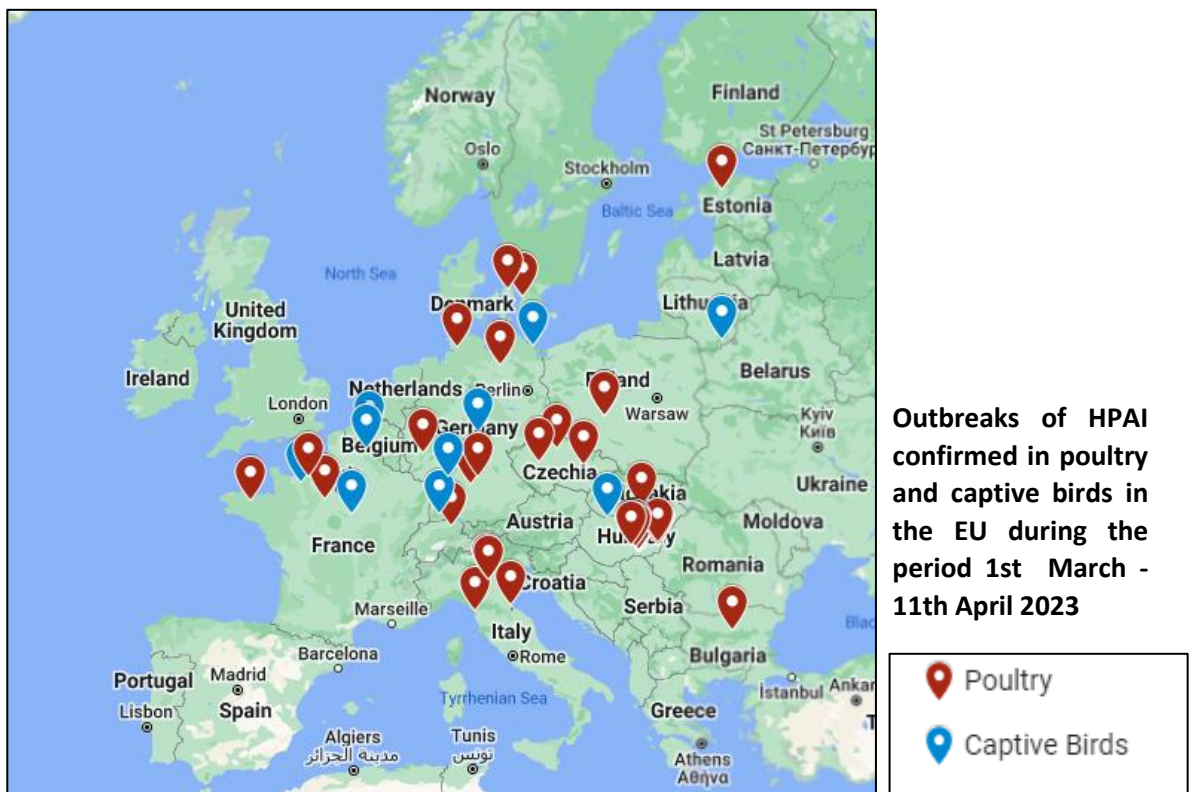 Norway
Finland
St Petersburg
Санкт-Петербур
Oslo
Stockholm
Estonia
Baltic Sea
Latvia
North Sea
Denmark
Lithuania
United
Kingdom
Ireland
Netherlands
Berlin
Poland
Belarus
London
Warsaw
Belgium
Germany
Kyiv
Київ
Czechia
Ukraine
Austria
Moldova
Hungary
France
Romania
Croatia
Serbia
Marseille
Italy
Barcelona
Rome
Bulgaria
Portugal
Madrid
İstanbul
Ankar
Lisbon
Spain
Tyrrhenian Sea
Greece
Algiers
مدينة الجزائر
Tunis
تونس
Athens
Αθήνα
Outbreaks of HPAI
confirmed in poultry
and captive birds in
the EU during the
period 1st March -
11th April 2023
Poultry
Captive Birds